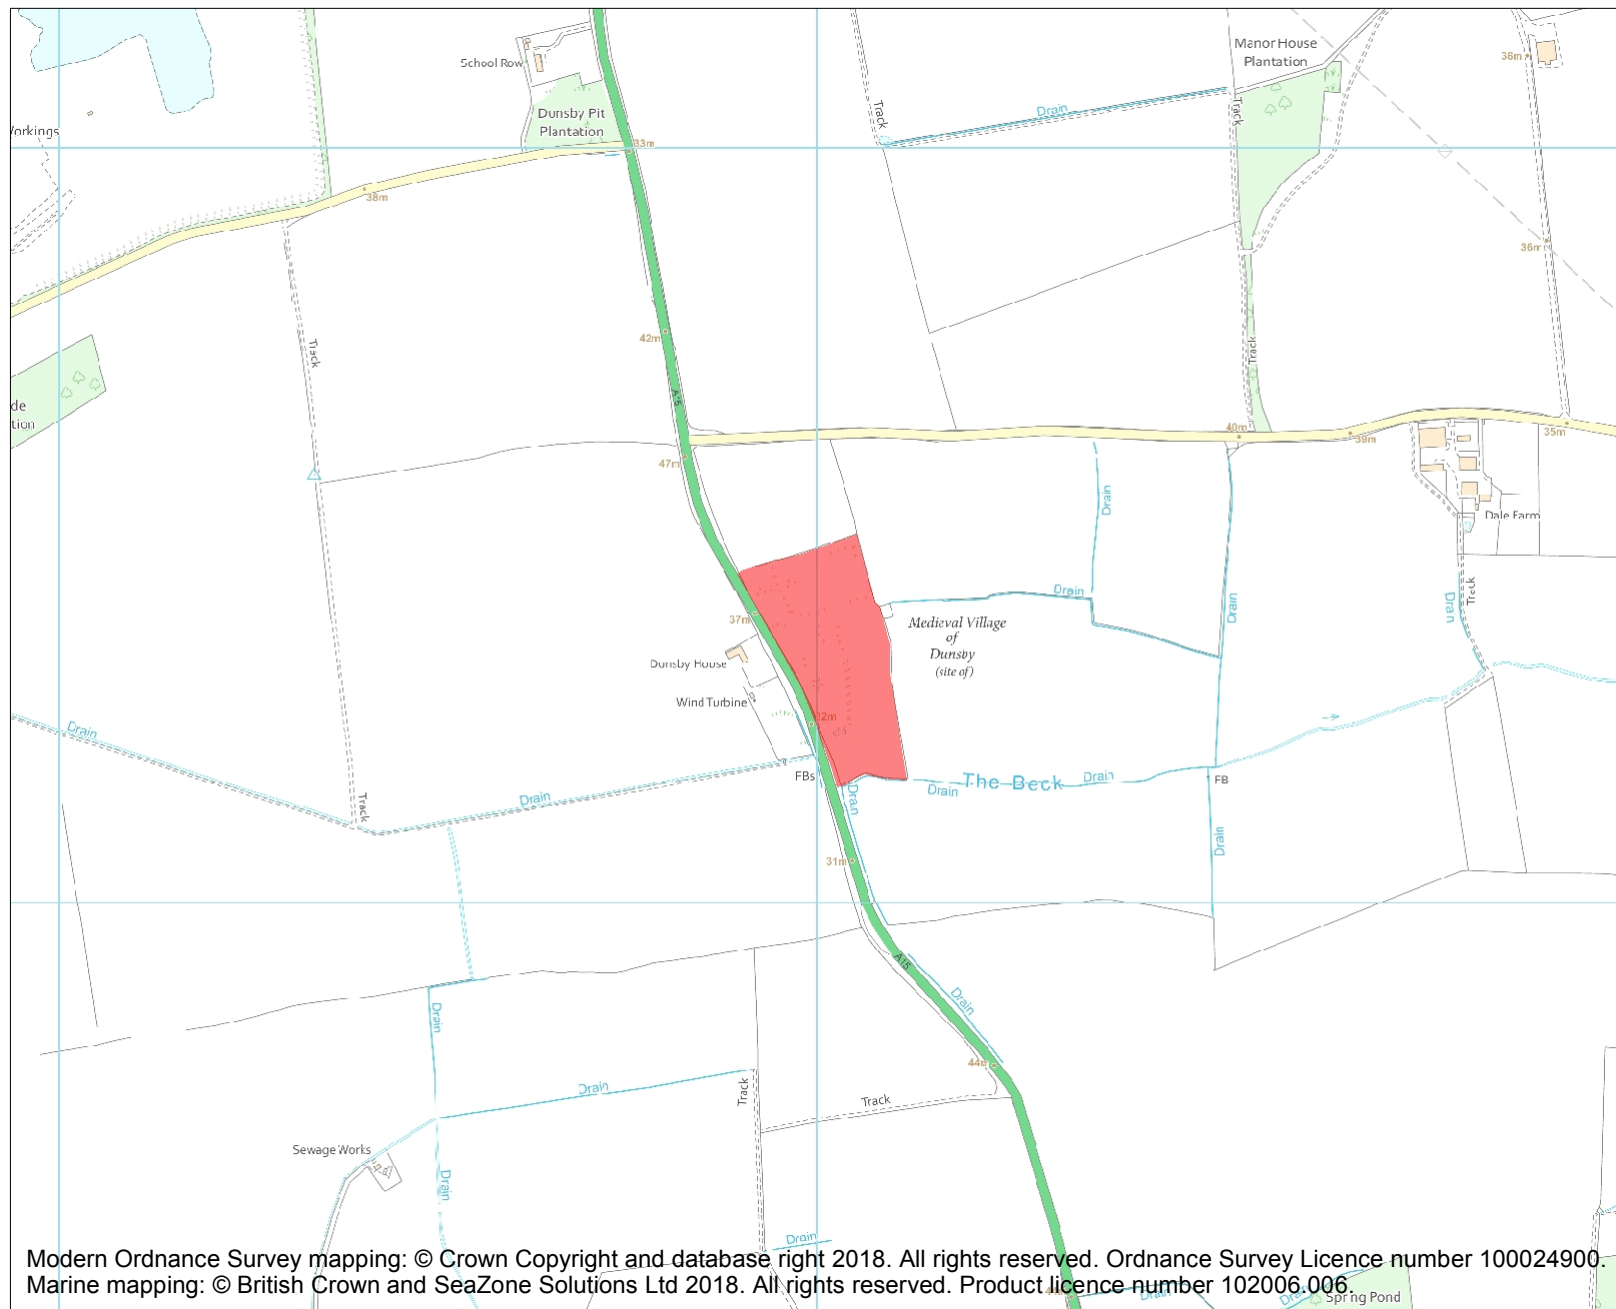 School Row
Manor House
Plantation
36m
Dunsby Pit
Plantation
Track
Drain
Track
33m
38m
36m
Track
42m
Track
A15
40m
39m
35m
47m
Drain
Dale Farm
Drain
Drain
Drain
Track
37m
Medieval Village
of
Dunsby
(site of)
Dunsby House
Wind Turbine
32m
Drain
FBs
The Beck
Drain
Drain
FB
Drain
Track
Drain
Drain
31m
A15
Drain
Drain
44m
Drain
Track
Track
Sewage Works
Drain
Drain
Modern Ordnance Survey mapping: © Crown Copyright and database right 2018. All rights reserved. Ordnance Survey Licence number 100024900.
Marine mapping: © British Crown and SeaZone Solutions Ltd 2018. All rights reserved. Product licence number 102006.006.
Drain
Drain
Spring Pond